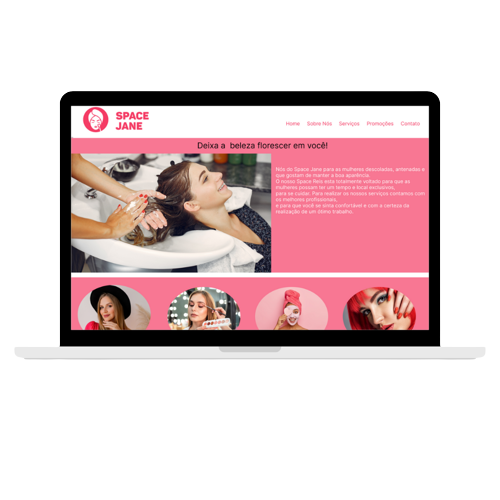 SPACE
JANE
Home Sobre Nós Serviços Promoções Contato
Deixa a beleza florescer em você!
Nós do Space Jane para as mulheres descoladas, antenadas e
que gostam de manter a boa aparência.
O nosso Space Rels esta totalmente voltado para que as
mulheres possam ter um tempo e local exclusivos,
para se cuidar. Para realizar os nossos serviços contamos com
os melhores profissionais,
e para que você se sinta confortável e com a certeza da
realização de um ótimo trabalho.